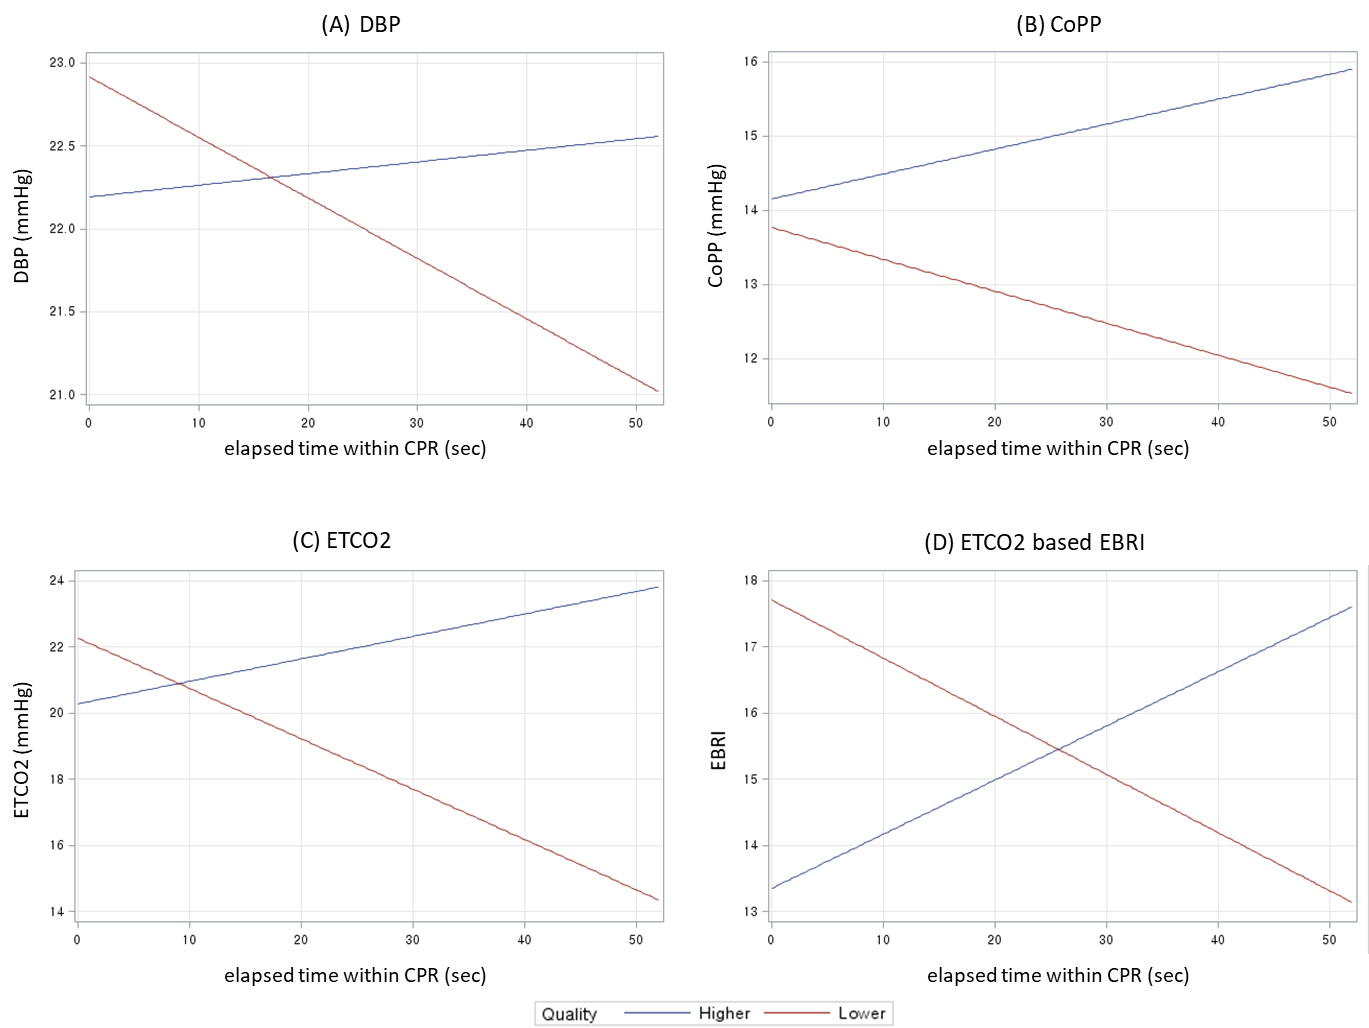 (A) DBP
23.0
22.5
22.0
21.5
21.0
DBP (mmHg)
0 10 20 30 40 50
elapsed time within CPR (sec)
(B) CoPP
16
15
14
13
12
CoPP (mmHg)
0 10 20 30 40 50
elapsed time within CPR (sec)
(C) ETCO2
24
22
20
18
16
14
ETCO2 (mmHg)
0 10 20 30 40 50
elapsed time within CPR (sec)
(D) ETCO2 based EBRI
18
17
16
15
14
13
EBRI
0 10 20 30 40 50
elapsed time within CPR (sec)
Quality Higher Lower